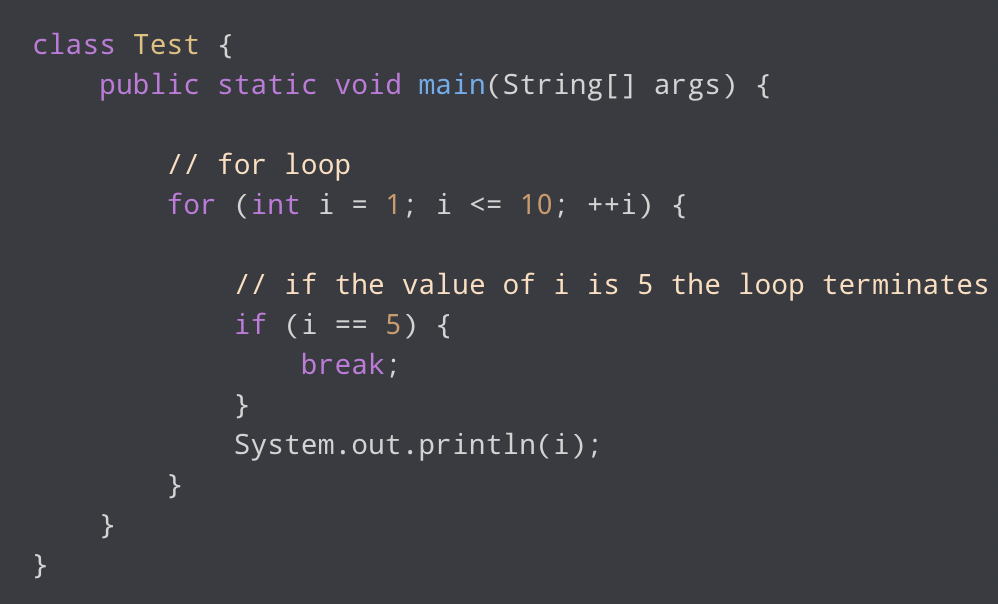 class Test {
    public static void main(String[] args) {

        // for loop
        for (int i = 1; i <= 10; ++i) {

            // if the value of i is 5 the loop terminates
            if (i == 5) {
                break;
            }
            System.out.println(i);
        }
    }
}